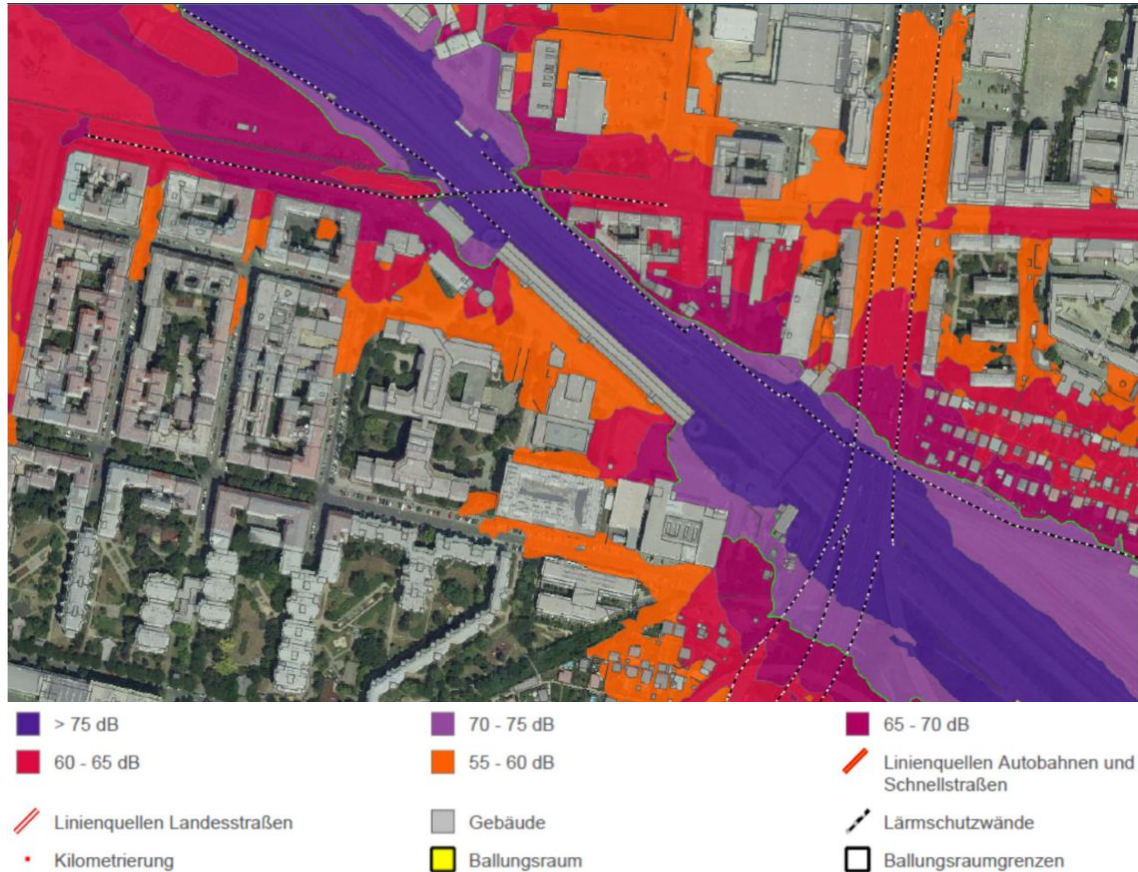 > 75 dB
70 - 75 dB
65 - 70 dB
60 - 65 dB
55 - 60 dB
Linienquellen Autobahnen und
Schnellstraßen
Linienquellen Landesstraßen
Gebäude
Lärmschutzwände
Kilometrierung
Ballungsraum
Ballungsraumgrenzen